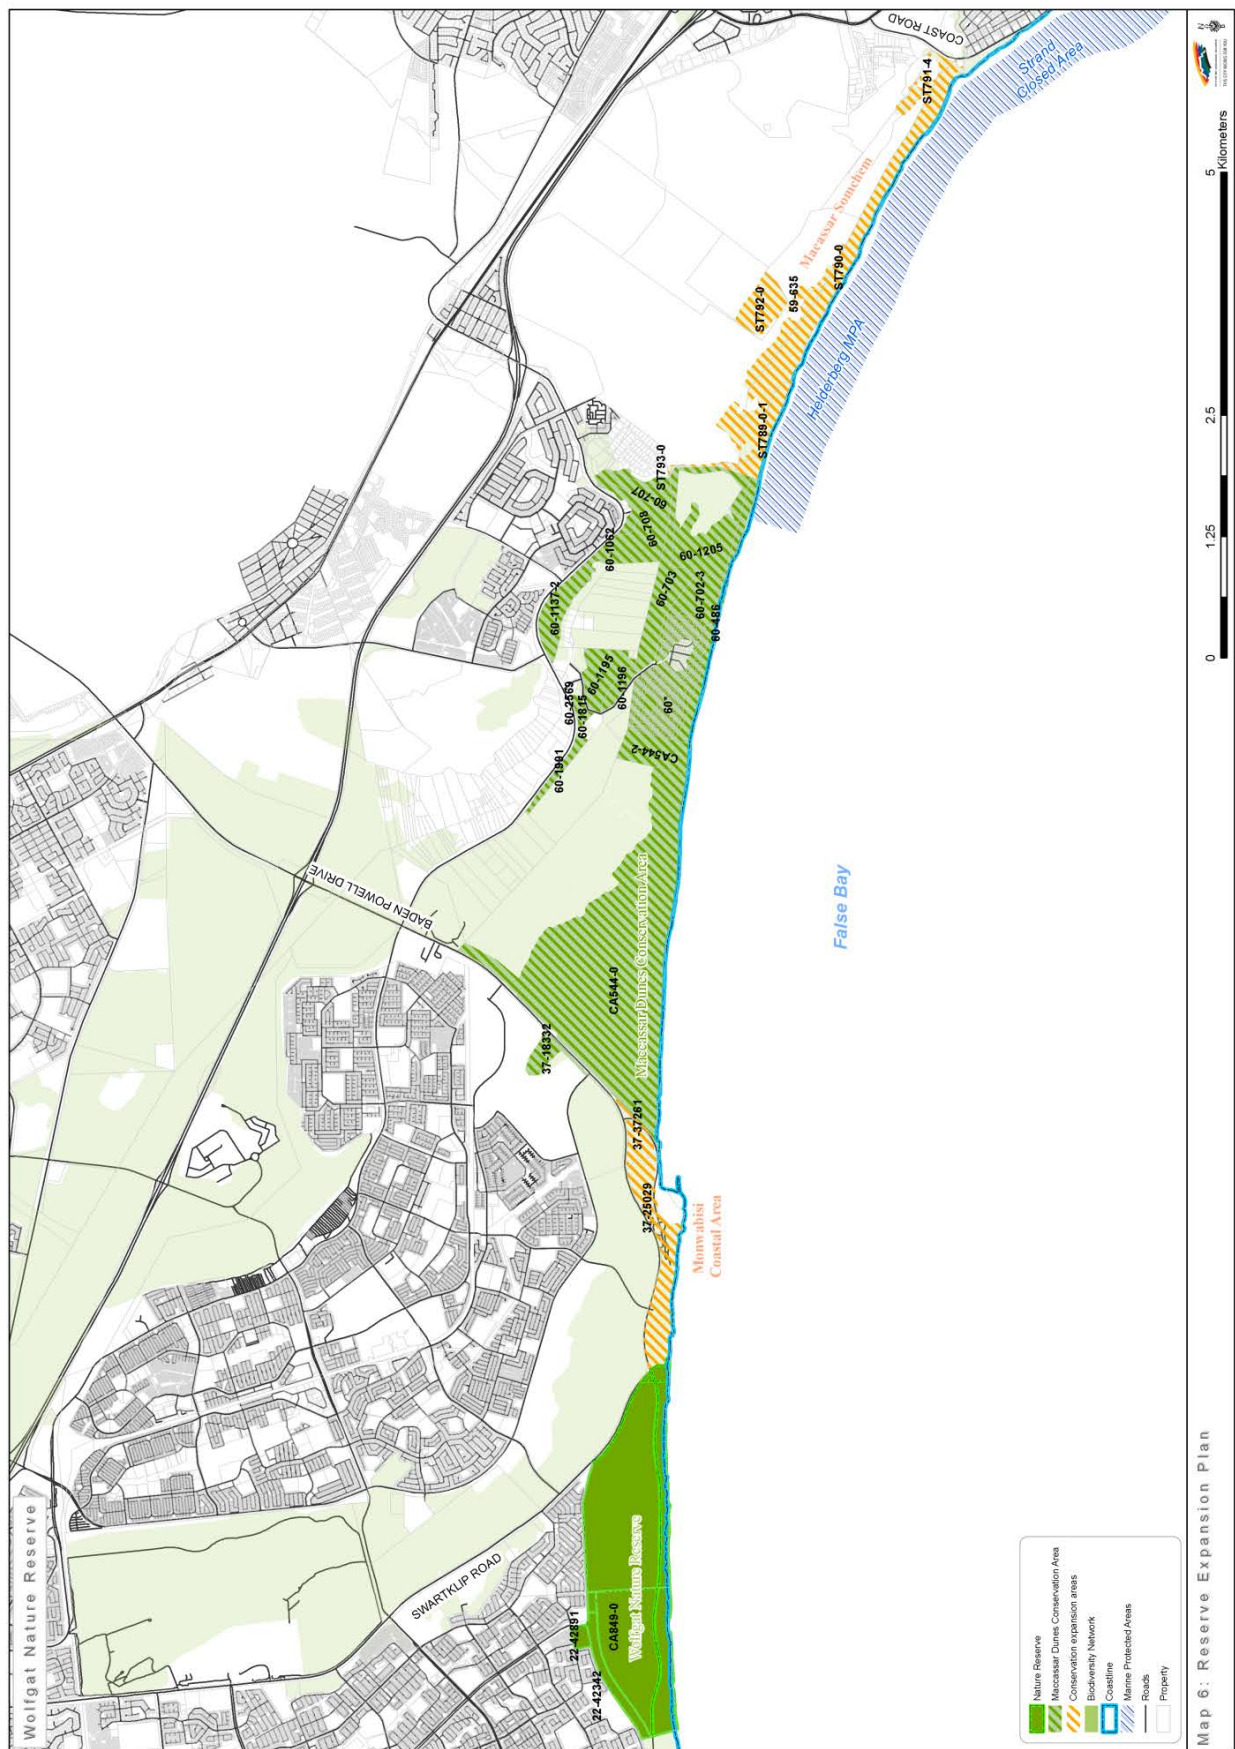 Wolfgat Nature Reserve
COAST ROAD
Strand
Closed Area
ST791-4
Macassar Somchem
ST790-0
ST792-0
59-635
Helderberg MPA
ST789-0-1
ST793-0
60-707
60-708
60-1062
60-1205
60-1137-2
60-703
60-702-3
60-486
60-1195
60-1196
60-2569
60-1815
60-1991
CA544-2
BADEN POWELL DRIVE
Maccassar Dunes Conservation Area
CA544-0
37-18332
37-37261
37-25029
Monwabisi
Coastal Area
False Bay
SWARTKLIP ROAD
Wolfgat Nature Reserve
CA849-0
22-42891
22-42342
Nature Reserve
Maccassar Dunes Conservation Area
Conservation expansion areas
Biodiversity Network
Coastline
Marine Protected Areas
Roads
Property
0 1.25 2.5 5
Kilometers
N
Map 6: Reserve Expansion Plan